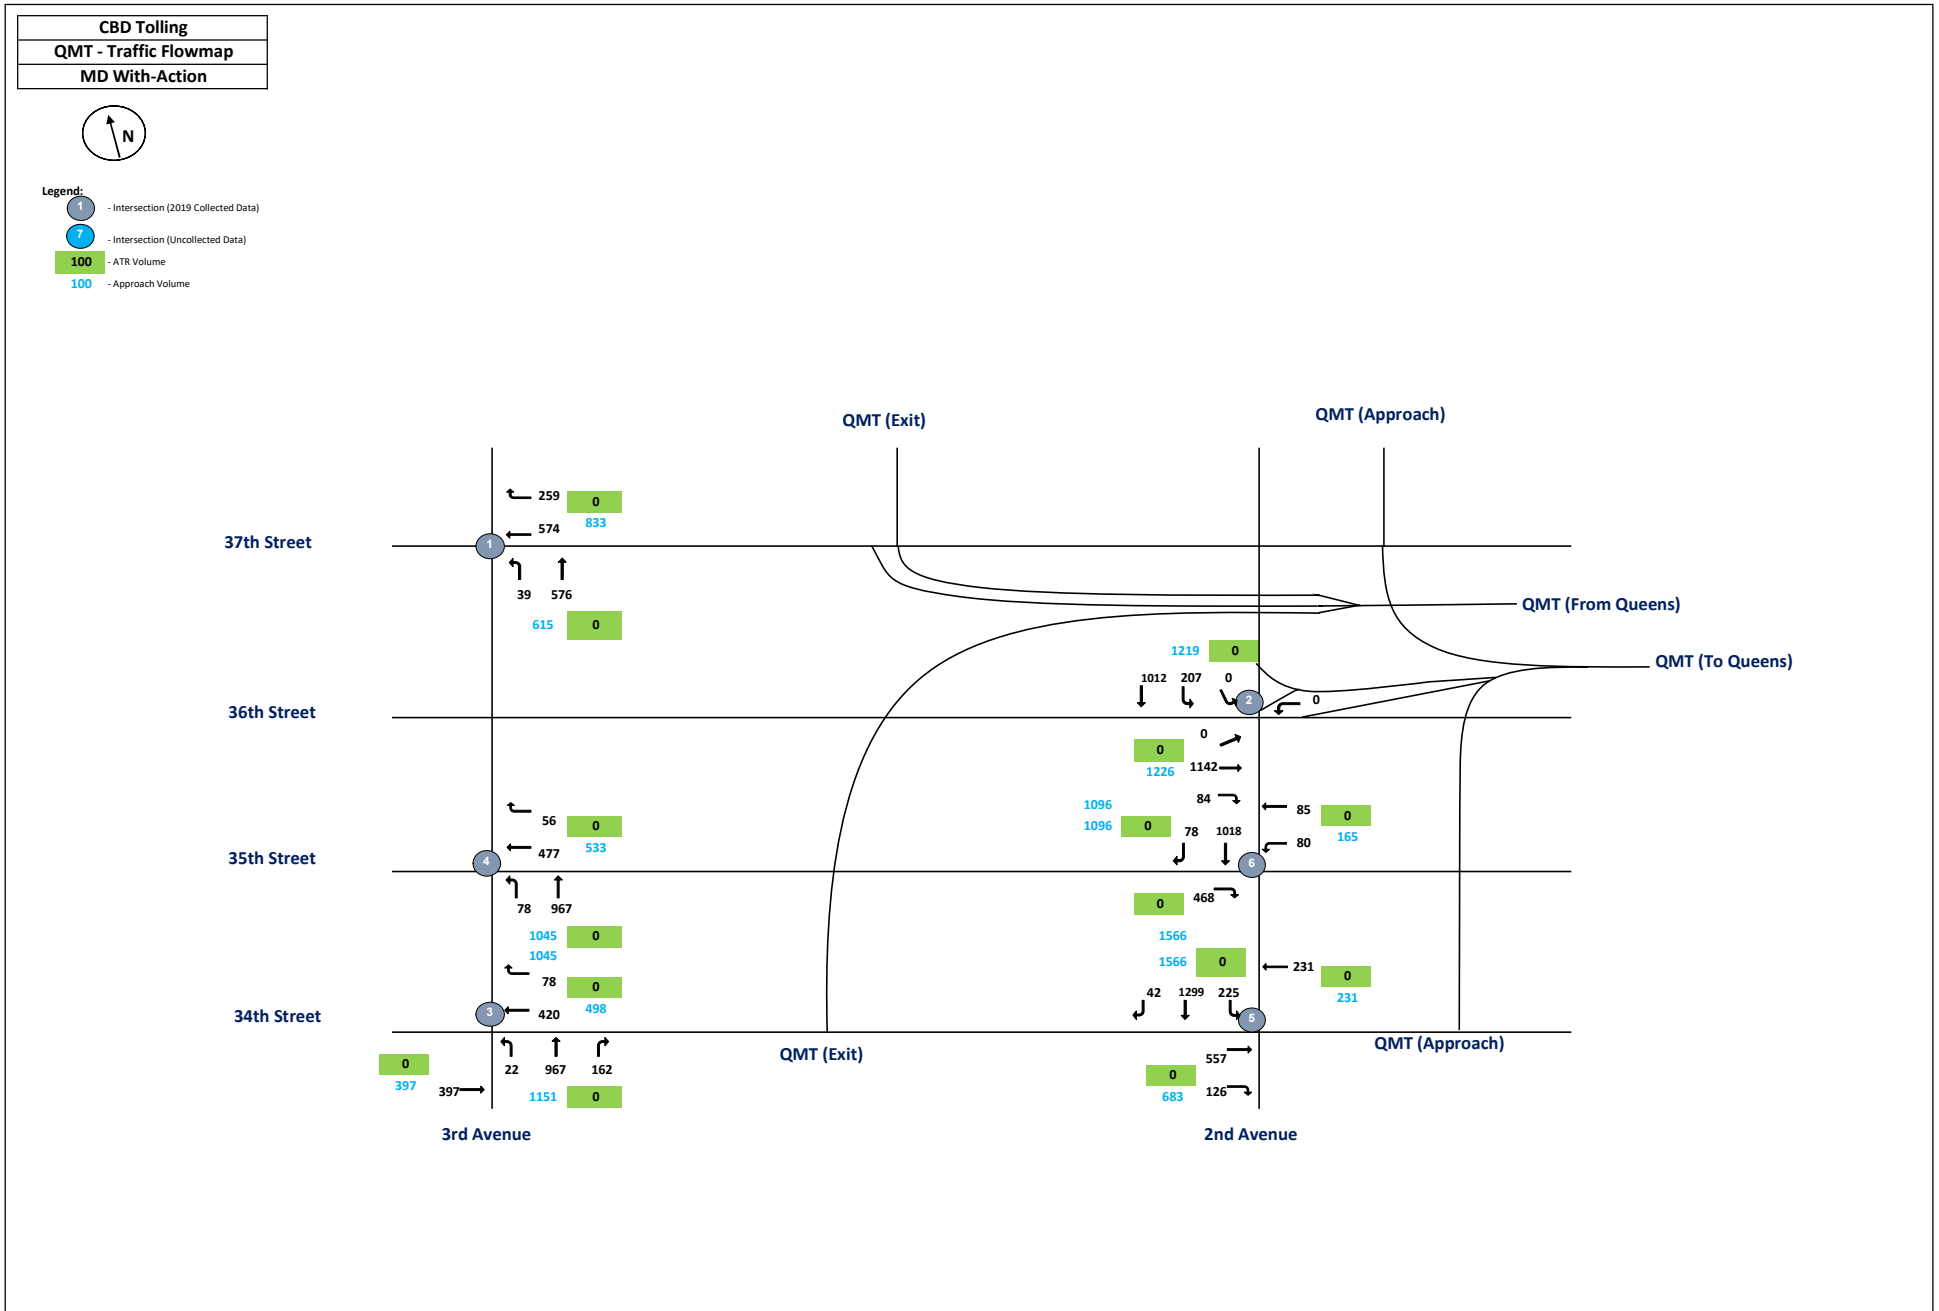 CBD Tolling
QMT - Traffic Flowmap
MD With-Action
N
Legend:
1 - Intersection (2019 Collected Data)
7 - Intersection (Uncollected Data)
100 - ATR Volume
100 - Approach Volume
QMT (Exit)
QMT (Approach)
259
0
833
574
37th Street
1
39 576
615 0
QMT (From Queens)
QMT (To Queens)
1219 0
1012 207 0
2
0
36th Street
0
0
1226 1142
84
1096
1096 0
78 1018
85
0
165
80
56
0
533
477
35th Street
4
6
78 967
1045 0
1045
0 468
1566
1566 0
231
0
231
42 1299 225
78
0
498
420
34th Street
3
5
QMT (Exit)
QMT (Approach)
0
397
397
22 967 162
1151 0
557
0
683
126
3rd Avenue
2nd Avenue